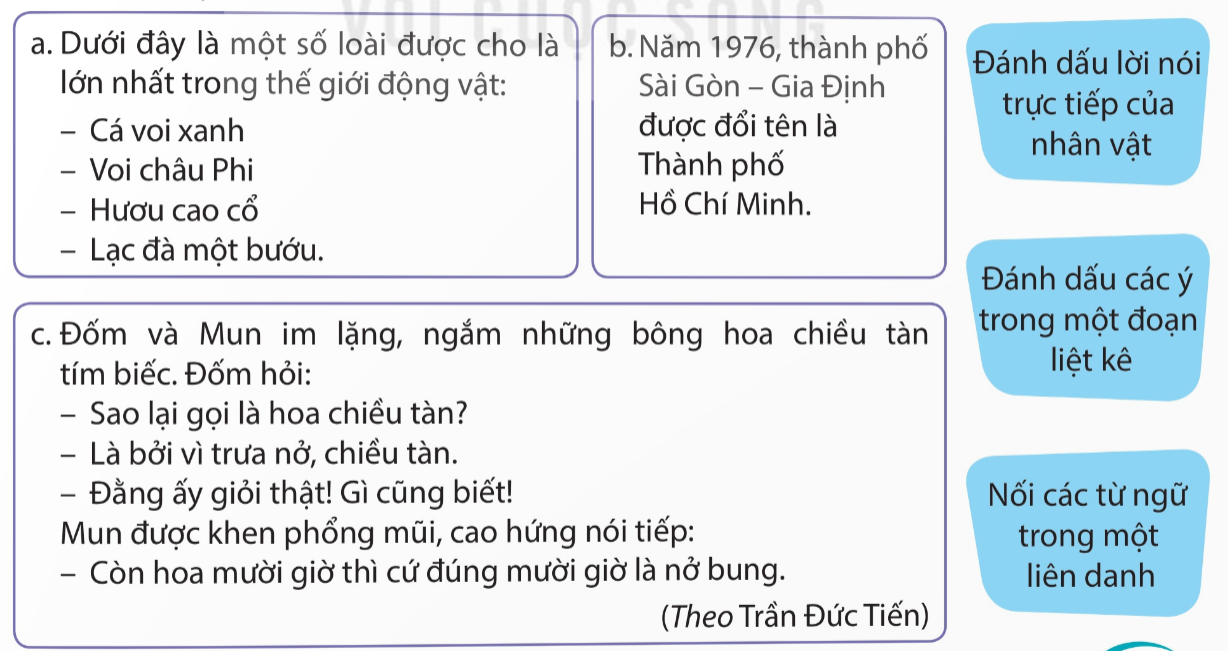 VỚI CUỘC SỐNG
a. Dưới đây là một số loài được cho là
lớn nhất trong thế giới động vật:
– Cá voi xanh
– Voi châu Phi
– Hươu cao cổ
– Lạc đà một bướu.
b. Năm 1976, thành phố
Sài Gòn – Gia Định
được đổi tên là
Thành phố
Hồ Chí Minh.
c. Đốm và Mun im lặng, ngắm những bông hoa chiều tàn
tím biếc. Đốm hỏi:
– Sao lại gọi là hoa chiều tàn?
– Là bởi vì trưa nở, chiều tàn.
– Đằng ấy giỏi thật! Gì cũng biết!
Mun được khen phổng mũi, cao hứng nói tiếp:
– Còn hoa mười giờ thì cứ đúng mười giờ là nở bung.
(Theo Trần Đức Tiến)
Đánh dấu lời nói
trực tiếp của
nhân vật
Đánh dấu các ý
trong một đoạn
liệt kê
Nối các từ ngữ
trong một
liên danh